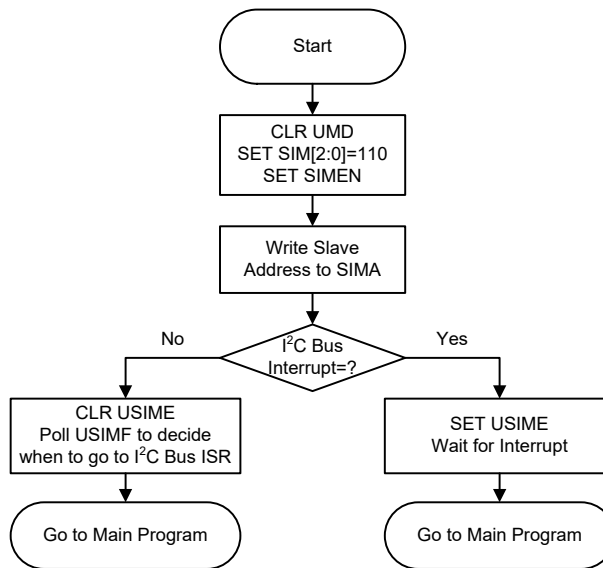 Start
CLR UMD
SET SIM[2:0]=110
SET SIMEN
Write Slave
Address to SIMA
I²C Bus
Interrupt=?
No
Yes
CLR USIME
Poll USIMF to decide
when to go to I²C Bus ISR
SET USIME
Wait for Interrupt
Go to Main Program
Go to Main Program